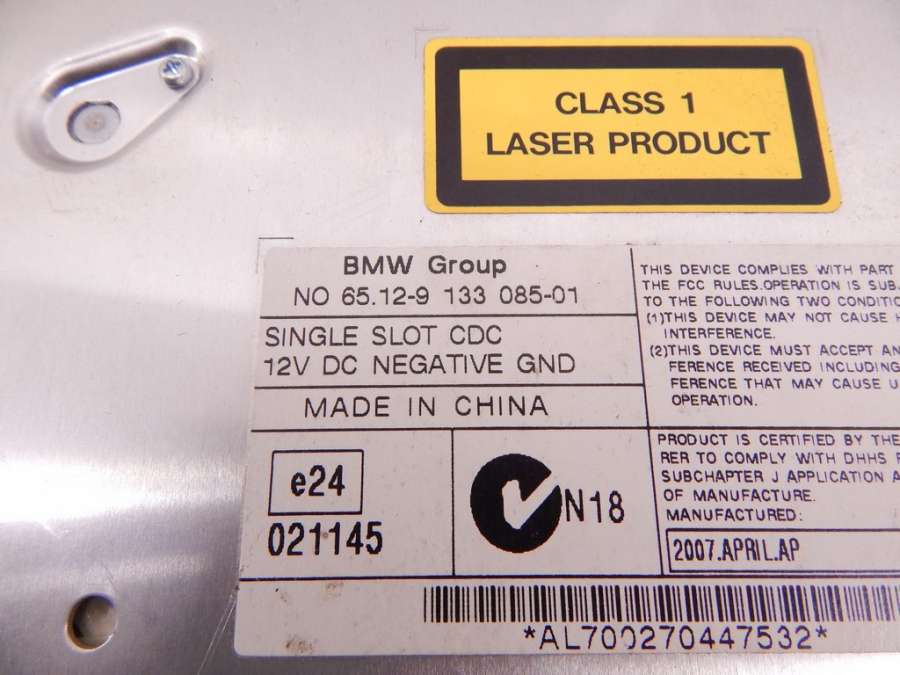 CLASS 1
LASER PRODUCT
BMW Group
NO 65.12-9 133 085-01
SINGLE SLOT CDC
12V DC NEGATIVE GND
MADE IN CHINA
e24
021145
N18
THIS DEVICE COMPLIES WITH PART
THE FCC RULES.OPERATION IS SUB.
TO THE FOLLOWING TWO CONDITIO
(1)THIS DEVICE MAY NOT CAUSE H
INTERFERENCE.
(2)THIS DEVICE MUST ACCEPT AN
FERENCE RECEIVED INCLUDING
FERENCE THAT MAY CAUSE U
OPERATION.
PRODUCT IS CERTIFIED BY THE
RER TO COMPLY WITH DHHS R
SUBCHAPTER J APPLICATION A
OF MANUFACTURE.
MANUFACTURED:
2007.APRIL.AP
*AL700270447532*